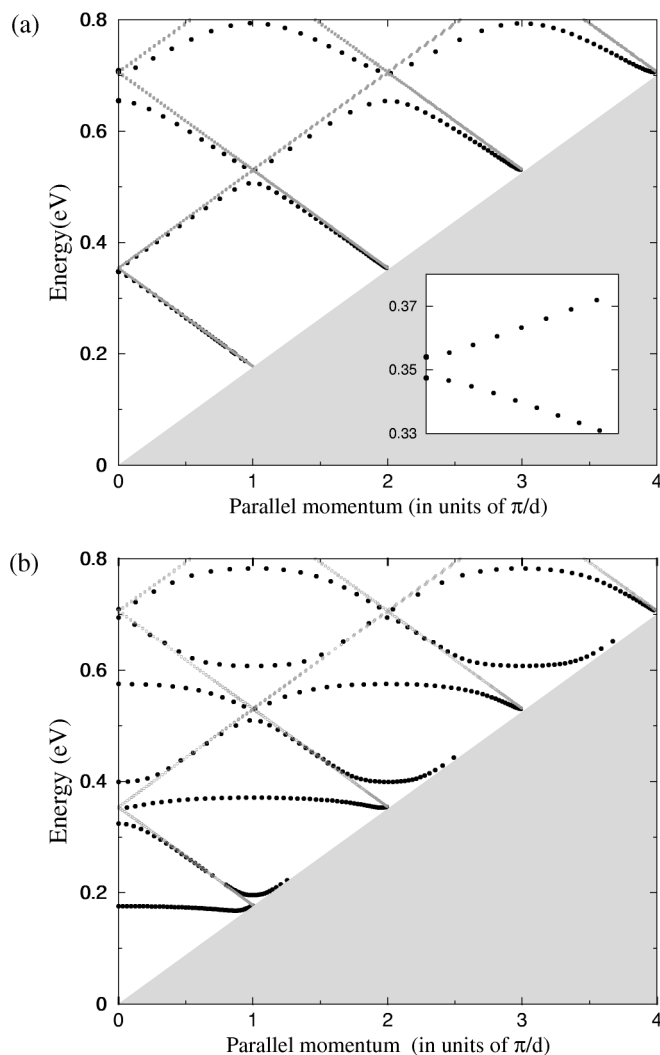 (a)
0.8
0.6
0.4
0.2
0
Energy(eV)
0.37
0.35
0.33
0 1 2 3 4
Parallel momentum (in units of π/d)
(b)
0.8
0.6
0.4
0.2
0
Energy (eV)
0 1 2 3 4
Parallel momentum (in units of π/d)